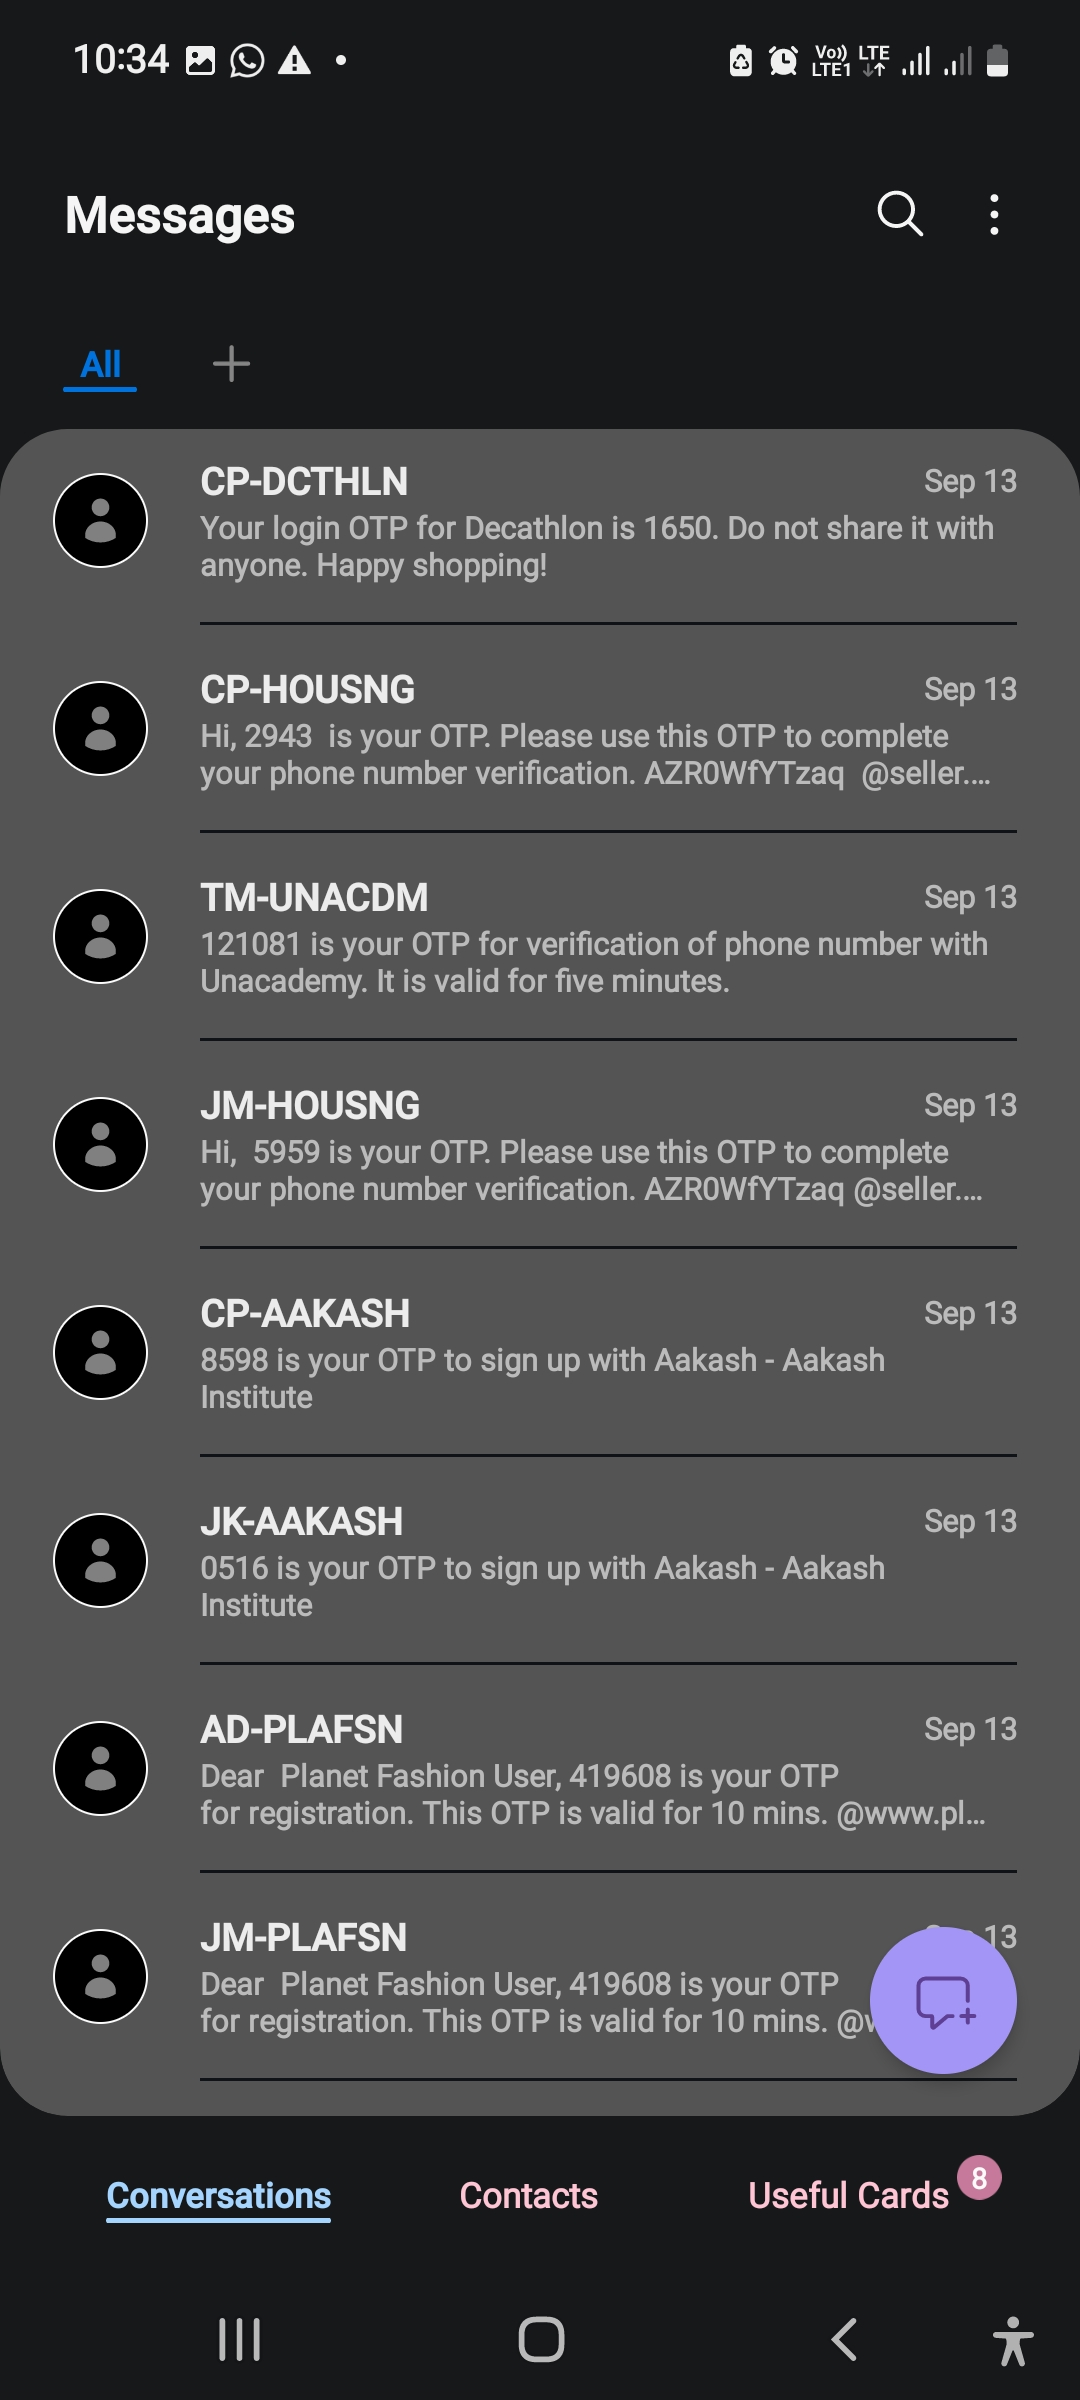 10:34
Vo)) LTE1 LTE
Messages
All
CP-DCTHLN Sep 13
Your login OTP for Decathlon is 1650. Do not share it with
anyone. Happy shopping!
CP-HOUSNG Sep 13
Hi, 2943  is your OTP. Please use this OTP to complete
your phone number verification. AZR0WfYTzaq  @seller....
TM-UNACDM Sep 13
121081 is your OTP for verification of phone number with
Unacademy. It is valid for five minutes.
JM-HOUSNG Sep 13
Hi,  5959 is your OTP. Please use this OTP to complete
your phone number verification. AZR0WfYTzaq @seller....
CP-AAKASH Sep 13
8598 is your OTP to sign up with Aakash - Aakash
Institute
JK-AAKASH Sep 13
0516 is your OTP to sign up with Aakash - Aakash
Institute
AD-PLAFSN Sep 13
Dear  Planet Fashion User, 419608 is your OTP
for registration. This OTP is valid for 10 mins. @www.pl...
JM-PLAFSN 13
Dear  Planet Fashion User, 419608 is your OTP
for registration. This OTP is valid for 10 mins.
Conversations Contacts Useful Cards 8